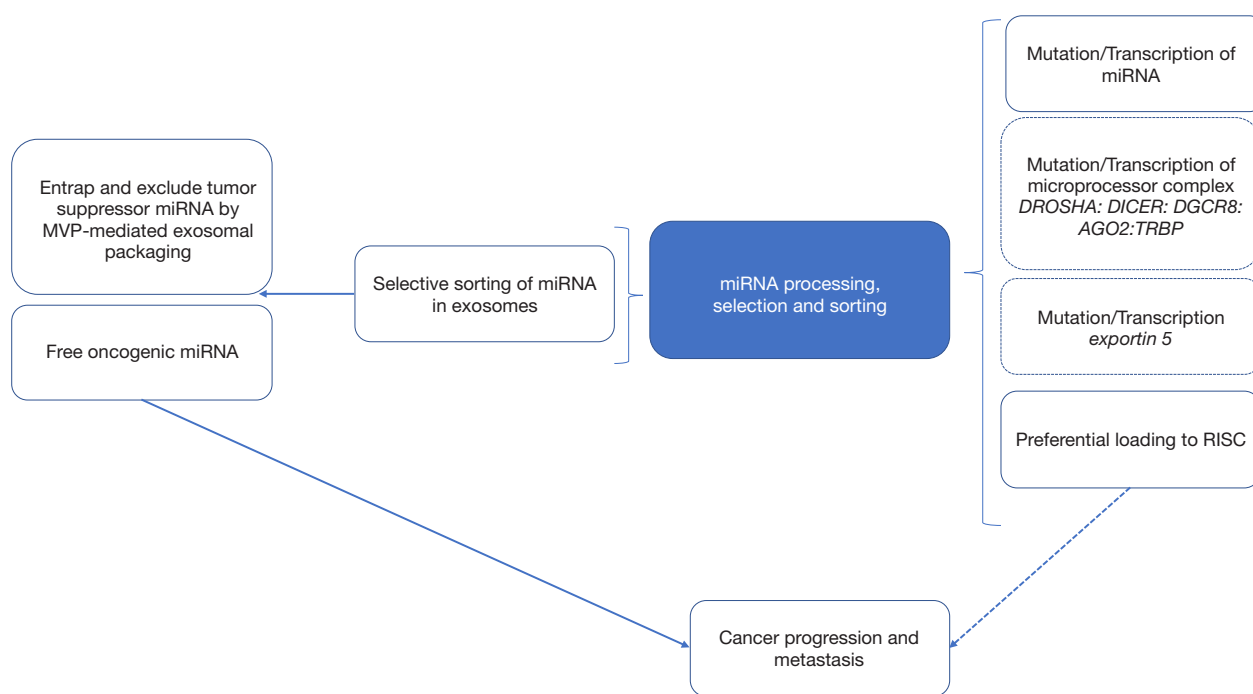 Entrap and exclude tumor
suppressor miRNA by
MVP-mediated exosomal
packaging
Free oncogenic miRNA
Selective sorting of miRNA
in exosomes
miRNA processing,
selection and sorting
Mutation/Transcription of
miRNA
Mutation/Transcription of
microprocessor complex
DROSHA: DICER: DGCR8:
AGO2:TRBP
Mutation/Transcription
exportin 5
Preferential loading to RISC
Cancer progression and
metastasis